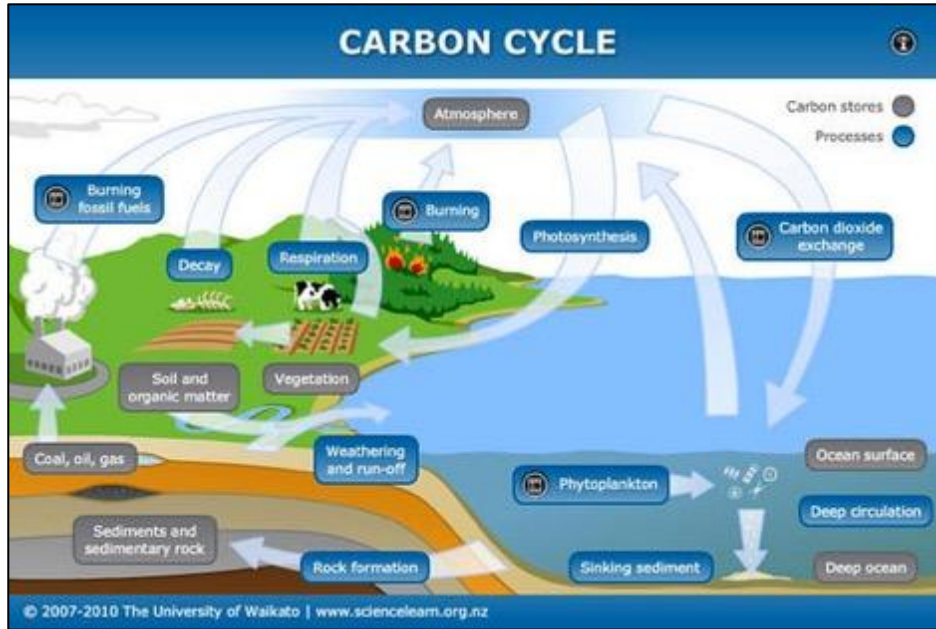 CARBON CYCLE
Atmosphere
Carbon stores
Processes
Burning
fossil fuels
Burning
Photosynthesis
Carbon dioxide
exchange
Decay
Respiration
Soil and
organic matter
Vegetation
Coal, oil, gas
Weathering
and run-off
Ocean surface
Phytoplankton
Deep circulation
Sediments and
sedimentary rock
Rock formation
Sinking sediment
Deep ocean
© 2007-2010 The University of Waikato | www.sciencelearn.org.nz